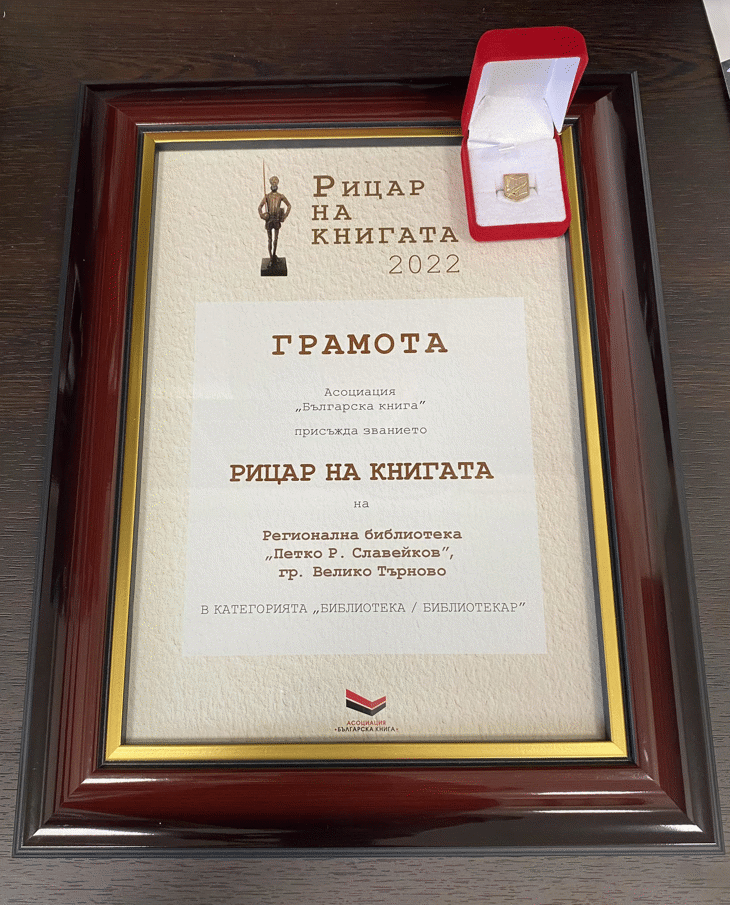 Рицар
на
книгата
2022
ГРАМОТА
Асоциация
„Българска книга”
присъжда званието
РИЦАР НА КНИГАТА
на
Регионална библиотека
„Петко Р. Славейков”,
гр. Велико Търново
В КАТЕГОРИЯТА „БИБЛИОТЕКА / БИБЛИОТЕКАР”
АСОЦИАЦИЯ
«БЪЛГАРСКА КНИГА»